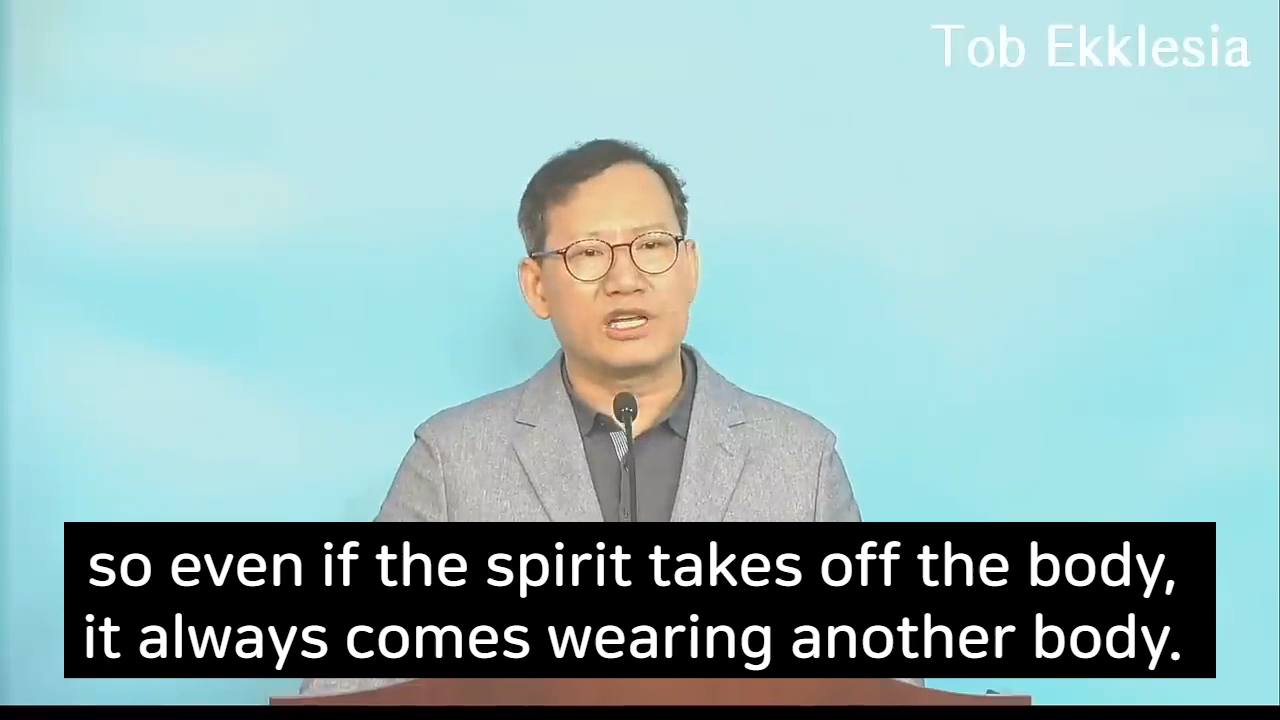 Tob Ekklesia
so even if the spirit takes off the body,
it always comes wearing another body.